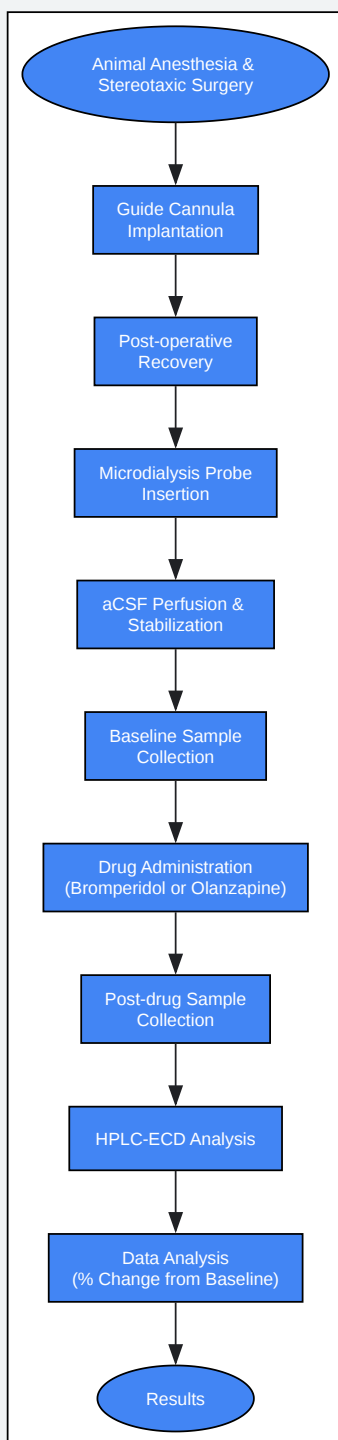 Animal Anesthesia &
Stereotaxic Surgery
Guide Cannula
Implantation
Post-operative
Recovery
Microdialysis Probe
Insertion
aCSF Perfusion &
Stabilization
Baseline Sample
Collection
Drug Administration
(Bromperidol or Olanzapine)
Post-drug Sample
Collection
HPLC-ECD Analysis
Data Analysis
(% Change from Baseline)
Results